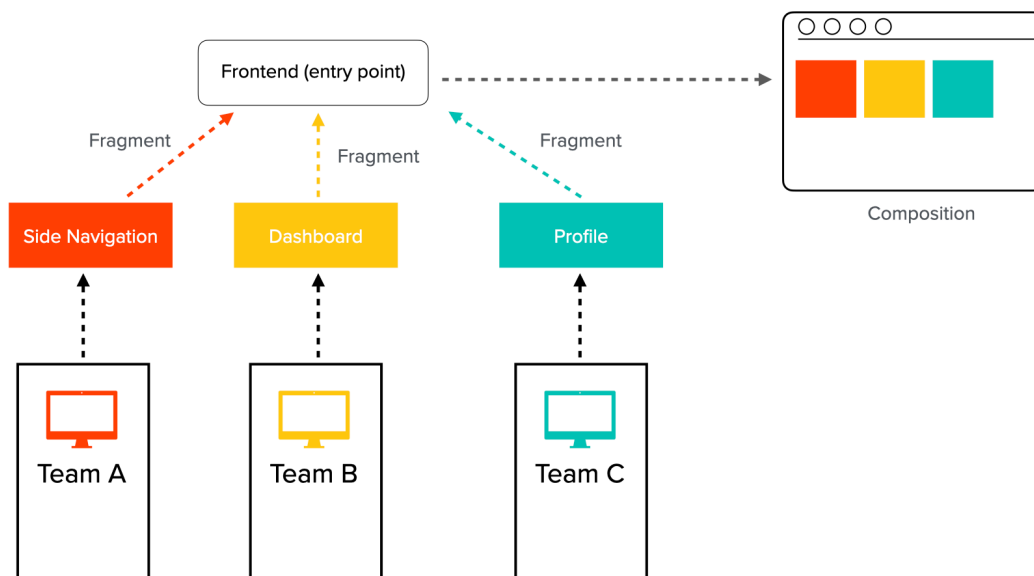 Frontend (entry point)
Fragment
Fragment
Fragment
Side Navigation
Dashboard
Profile
Composition
Team A
Team B
Team C